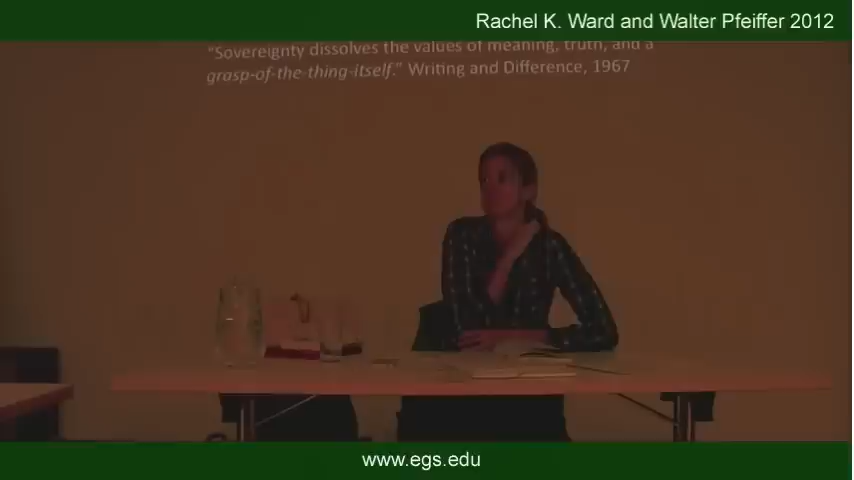 Rachel K. Ward and Walter Pfeiffer 2012
"Sovereignty dissolves the values of meaning, truth, and a
grasp-of-the-thing-itself." Writing and Difference, 1967
www.egs.edu